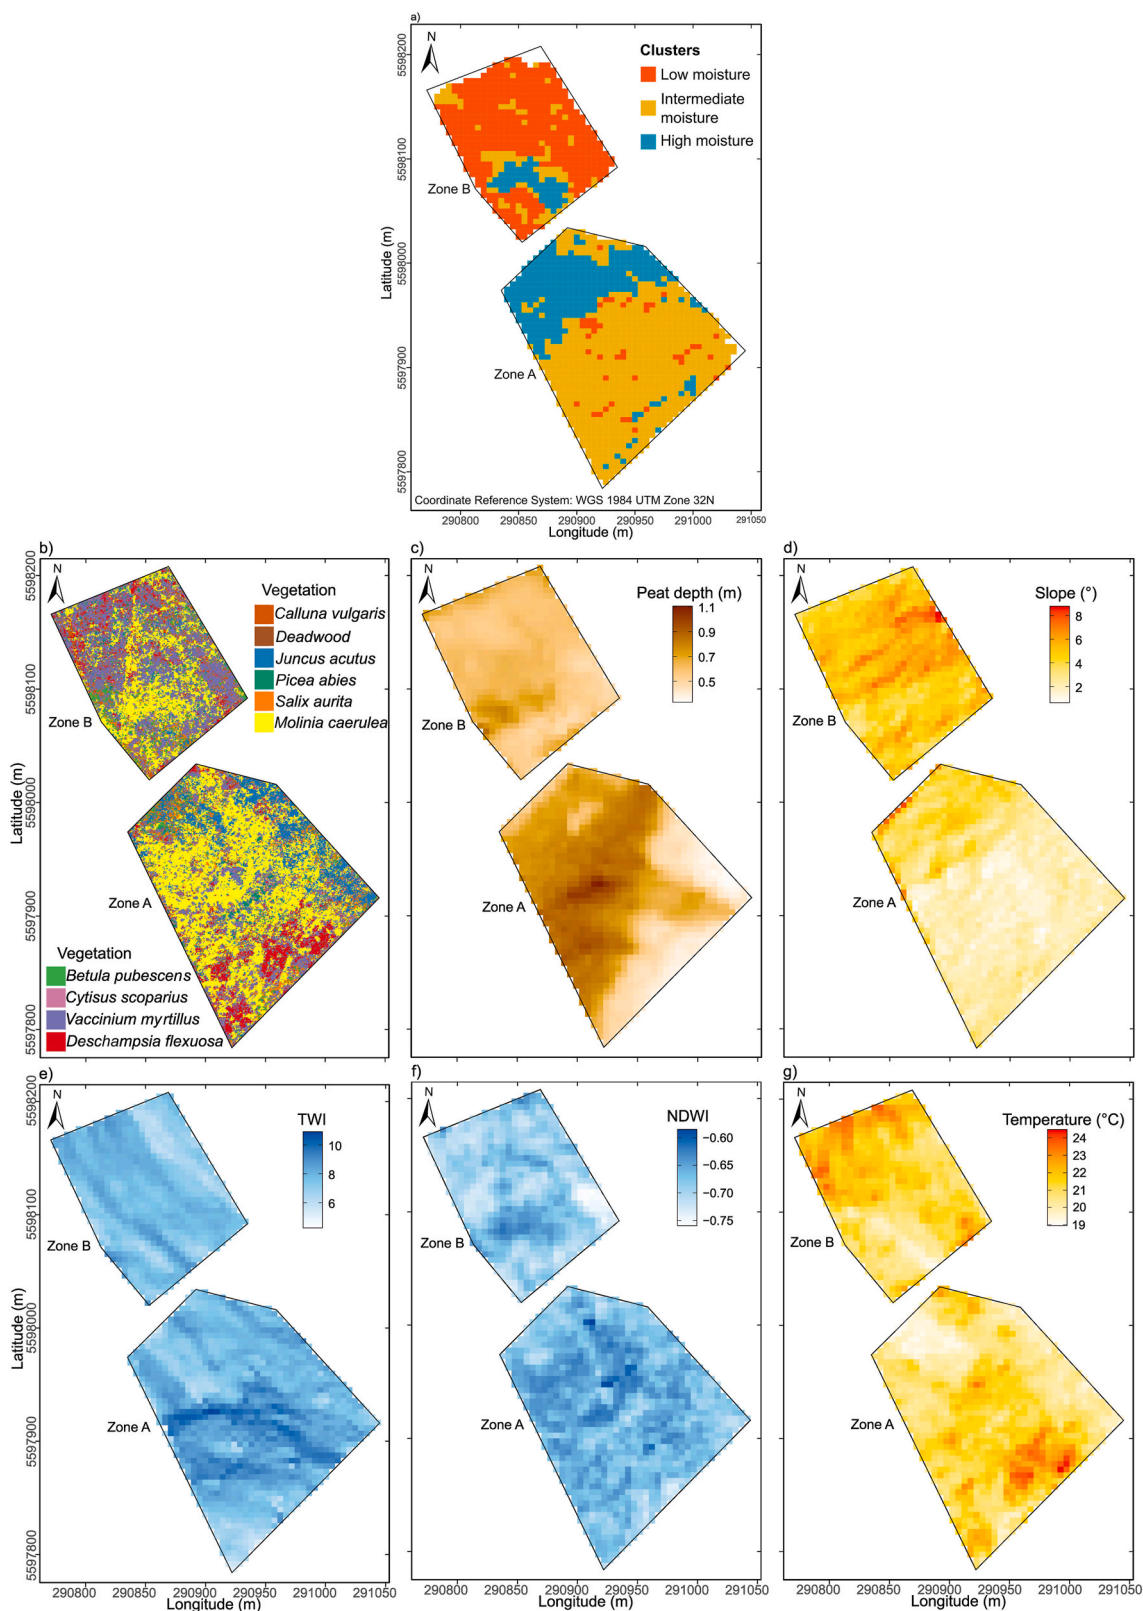 a)
N
Clusters
Low moisture
Intermediate
moisture
High moisture
Zone B
Zone A
5598200
5598100
5598000
5597900
5597800
Latitude (m)
Coordinate Reference System: WGS 1984 UTM Zone 32N
290800 290850 290900 290950 291000 291050
Longitude (m)
b)
N
Vegetation
Calluna vulgaris
Deadwood
Juncus acutus
Picea abies
Salix aurita
Molinia caerulea
Zone B
Zone A
Vegetation
Betula pubescens
Cytisus scoparius
Vaccinium myrtillus
Deschampsia flexuosa
5598200
5598100
5598000
5597900
5597800
Latitude (m)
c)
N
Peat depth (m)
1.1
0.9
0.7
0.5
Zone B
Zone A
d)
N
Slope (°)
8
6
4
2
Zone B
Zone A
e)
N
TWI
10
8
6
Zone B
Zone A
5598200
5598100
5598000
5597900
5597800
Latitude (m)
290800 290850 290900 290950 291000 291050
Longitude (m)
f)
N
NDWI
−0.60
−0.65
−0.70
−0.75
Zone B
Zone A
290800 290850 290900 290950 291000 291050
Longitude (m)
g)
N
Temperature (°C)
24
23
22
21
20
19
Zone B
Zone A
290800 290850 290900 290950 291000 291050
Longitude (m)